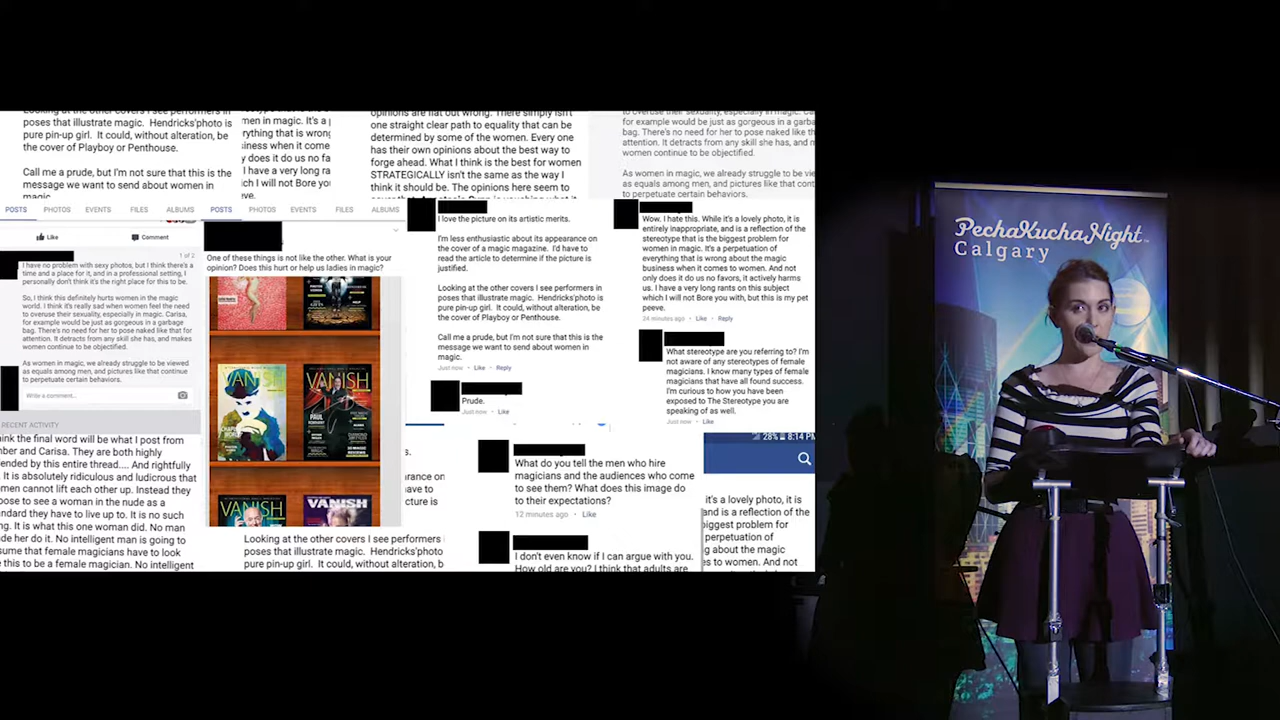 Looking at the other covers I see performers in
poses that illustrate magic. Hendricks'photo is
pure pin-up girl. It could, without alteration, be
the cover of Playboy or Penthouse.
Call me a prude, but I'm not sure that this is the
message we want to send about women in
magic.
men in magic. It's a
rything that is wrong
siness when it come
y does it do us no fa
I have a very long ran
ch I will not Bore you
opinions are flat out wrong. There simply isn't
one straight clear path to equality that can be
determined by some of the women. Every one
has their own opinions about the best way to
forge ahead. What I think is the best for women
STRATEGICALLY isn't the same as the way I
think it should be. The opinions here seem to
to overuse their sexuality, especially in magic. Car
for example would be just as gorgeous in a garbage
bag. There's no need for her to pose naked like th
attention. It detracts from any skill she has, and m
women continue to be objectified.
As women in magic, we already struggle to be view
as equals among men, and pictures like that cont
to perpetuate certain behaviors.
POSTS PHOTOS EVENTS FILES ALBUMS
Like Comment
1 of 2
I have no problem with sexy photos, but I think there's a
time and a place for it, and in a professional setting, I
personally don't think it's the right place for this to be.
So, I think this definitely hurts women in the magic
world. I think it's really sad when women feel the need
to overuse their sexuality, especially in magic. Carisa,
for example would be just as gorgeous in a garbage
bag. There's no need for her to pose naked like that for
attention. It detracts from any skill she has, and makes
women continue to be objectified.
As women in magic, we already struggle to be viewed
as equals among men, and pictures like that continue
to perpetuate certain behaviors.
Write a comment...
RECENT ACTIVITY
ink the final word will be what I post from
mber and Carisa. They are both highly
ended by this entire thread.... And rightfully
. It is absolutely ridiculous and ludicrous that
men cannot lift each other up. Instead they
pose to see a woman in the nude as a
ndard they have to live up to. It is no such
ng. It is what this one woman did. No man
de her do it. No intelligent man is going to
sume that female magicians have to look
e this to be a female magician. No intelligent
POSTS PHOTOS EVENTS FILES ALBUMS
One of these things is not like the other. What is your
opinion? Does this hurt or help us ladies in magic?
VANISH
VANISH
PAUL
VANISH
VANISH
Looking at the other covers I see performers i
poses that illustrate magic. Hendricks'photo
pure pin-up girl. It could, without alteration, b
I love the picture on its artistic merits.
I'm less enthusiastic about its appearance on
the cover of a magic magazine. I'd have to
read the article to determine if the picture is
justified.
Looking at the other covers I see performers in
poses that illustrate magic. Hendricks'photo is
pure pin-up girl. It could, without alteration, be
the cover of Playboy or Penthouse.
Call me a prude, but I'm not sure that this is the
message we want to send about women in
magic.
Just now Like Reply
Prude.
Just now Like
Wow. I hate this. While it's a lovely photo, it is
entirely inappropriate, and is a reflection of the
stereotype that is the biggest problem for
women in magic. It's a perpetuation of
everything that is wrong about the magic
business when it comes to women. And not
only does it do us no favors, it actively harms
us. I have a very long rants on this subject
which I will not Bore you with, but this is my pet
peeve.
24 minutes ago Like Reply
What stereotype are you referring to? I'm
not aware of any stereotypes of female
magicians. I know many types of female
magicians that have all found success.
I'm curious to how you have been
exposed to The Stereotype you are
speaking of as well.
Just now Like
s.
arance on
have to
icture is
What do you tell the men who hire
magicians and the audiences who come
to see them? What does this image do
to their expectations?
12 minutes ago Like
I don't even know if I can argue with you.
How old are you? I think that adults are
28% 8:14 PM
it's a lovely photo, it is
and is a reflection of the
biggest problem for
g about the magic
es to women. And not
PechaKuchaNight
Calgary